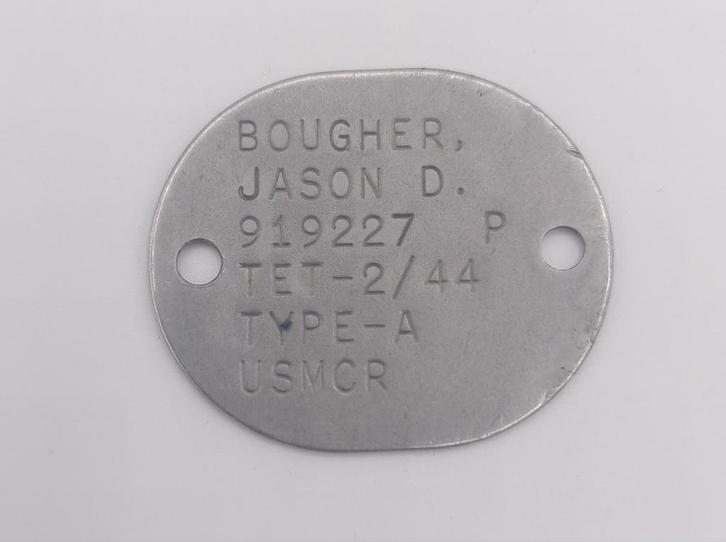 BOUGHER,
JASON D.
919227 P
TET-2/44
TYPE-A
USMCR